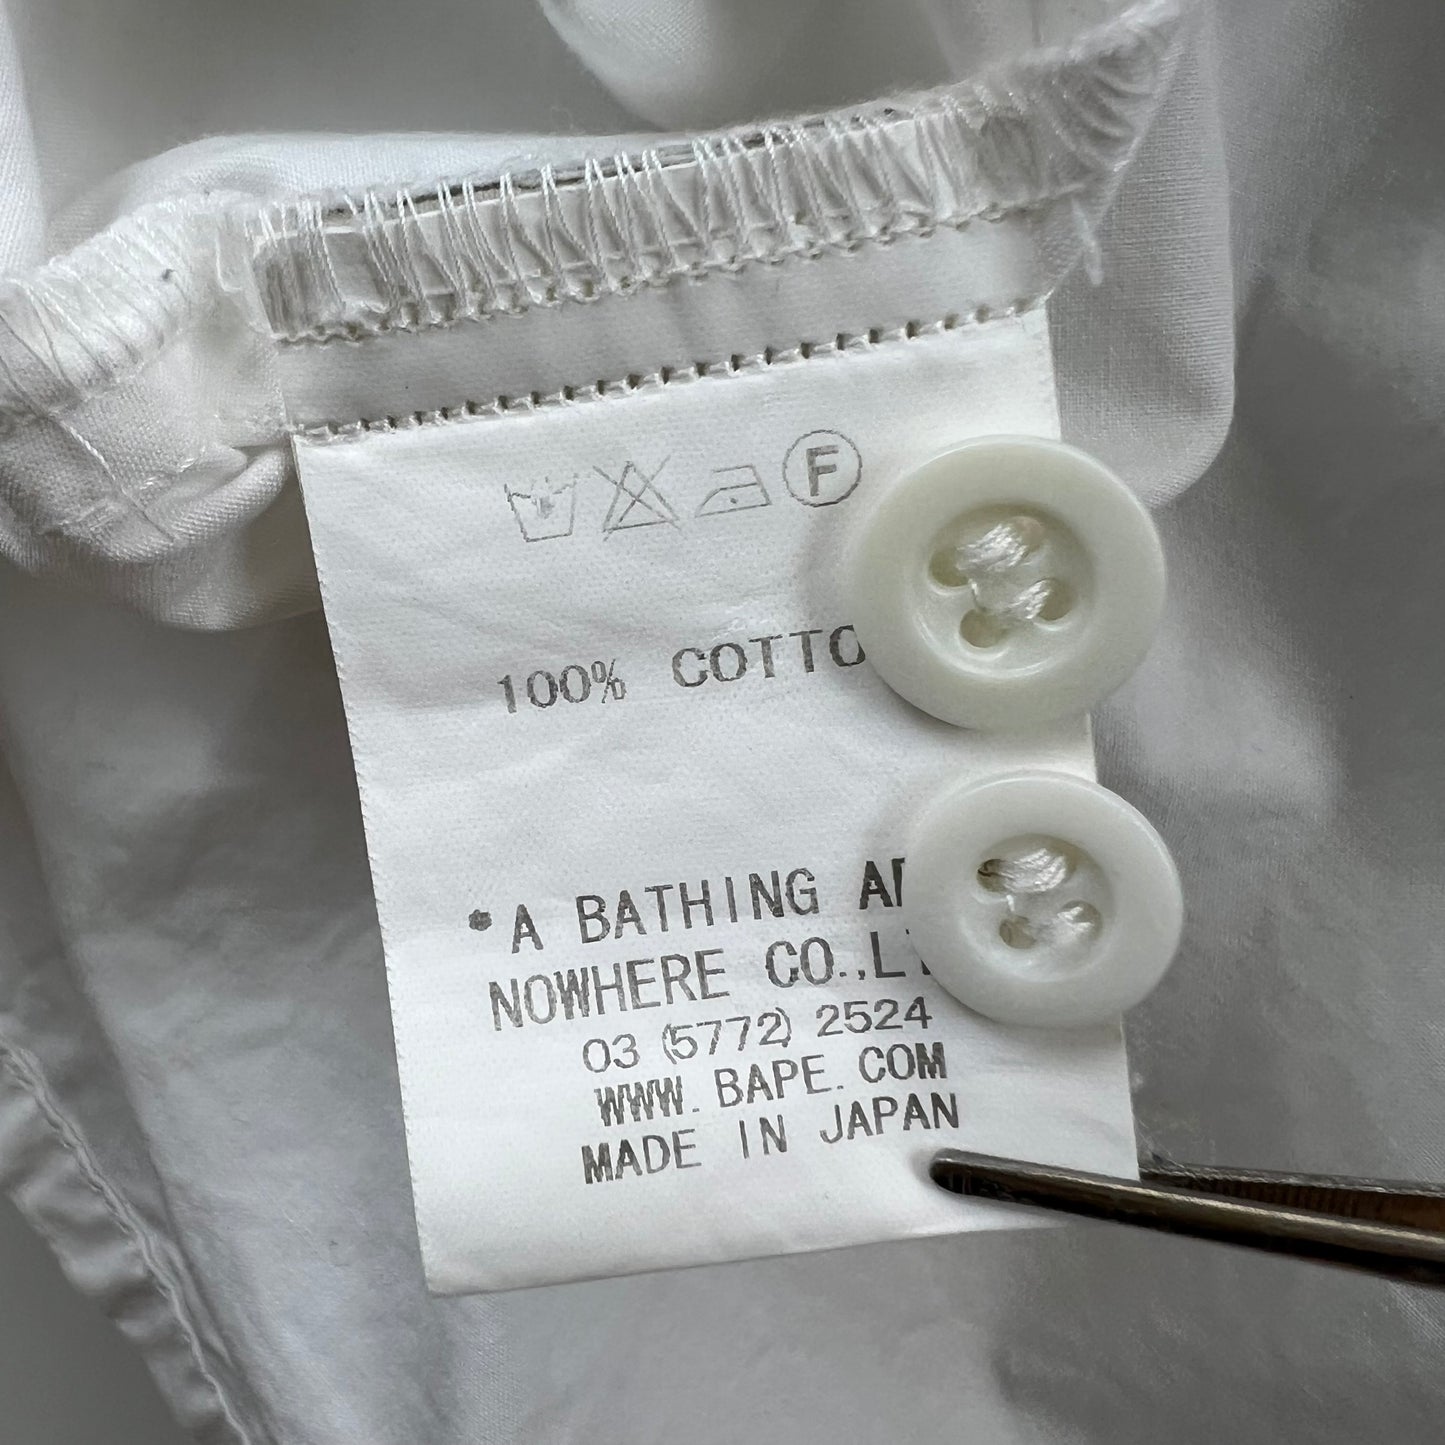 F
100% COTTO
*A BATHING A
NOWHERE CO.,L
03 (5772) 2524
WWW. BAPE. COM
MADE IN JAPAN